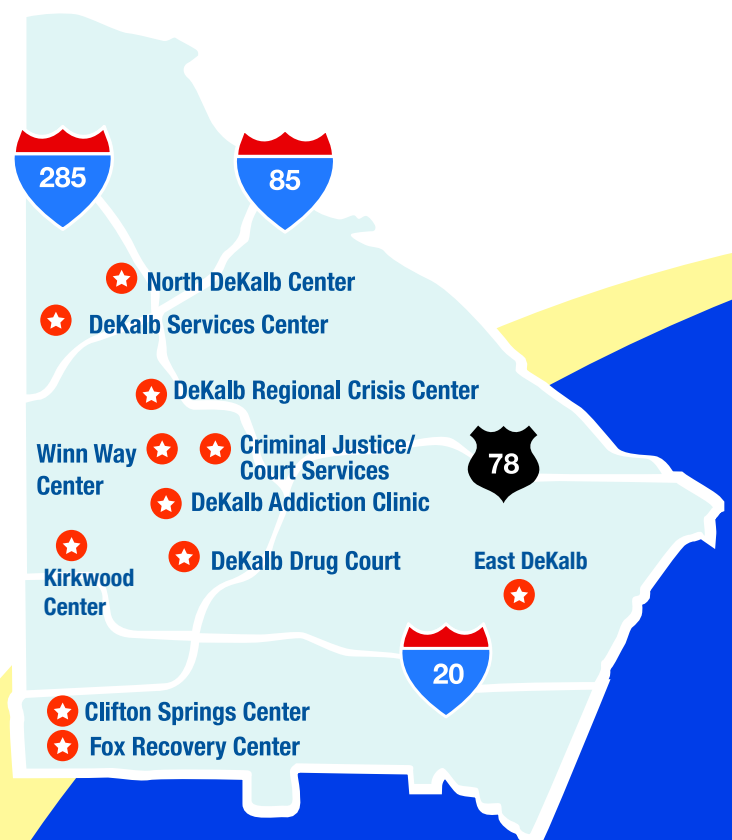 285
85
North DeKalb Center
DeKalb Services Center
DeKalb Regional Crisis Center
Winn Way
Center
Criminal Justice/
Court Services
78
DeKalb Addiction Clinic
Kirkwood
Center
DeKalb Drug Court
East DeKalb
20
Clifton Springs Center
Fox Recovery Center